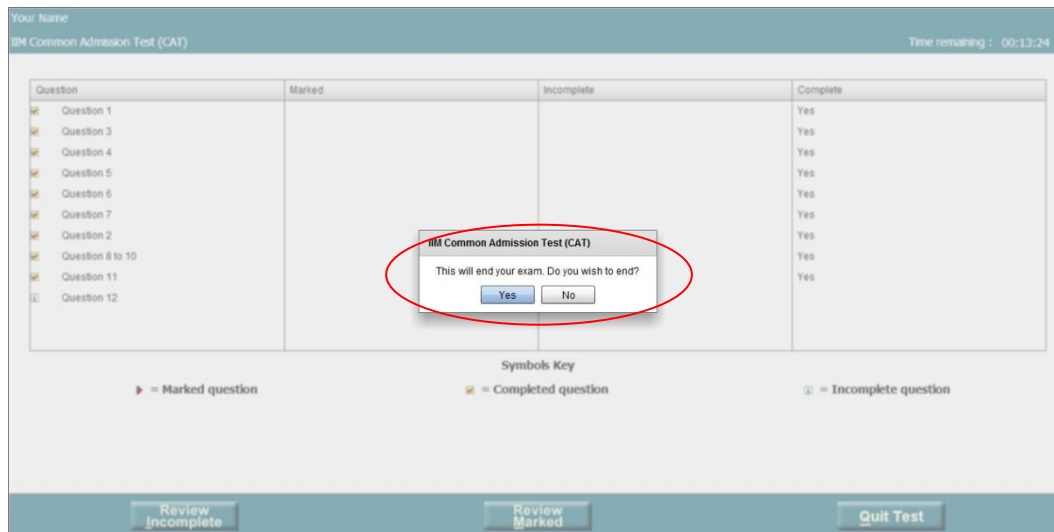 Your Name
IIM Common Admission Test (CAT) Time remaining : 00:13:24
Question Marked Incomplete Complete
Question 1 Yes
Question 3 Yes
Question 4 Yes
Question 5 Yes
Question 6 Yes
Question 7 Yes
Question 2 Yes
Question 8 to 10 Yes
Question 11 Yes
Question 12
IIM Common Admission Test (CAT)
This will end your exam. Do you wish to end?
Yes No
Symbols Key
= Marked question = Completed question i = Incomplete question
Review Incomplete Review Marked Quit Test